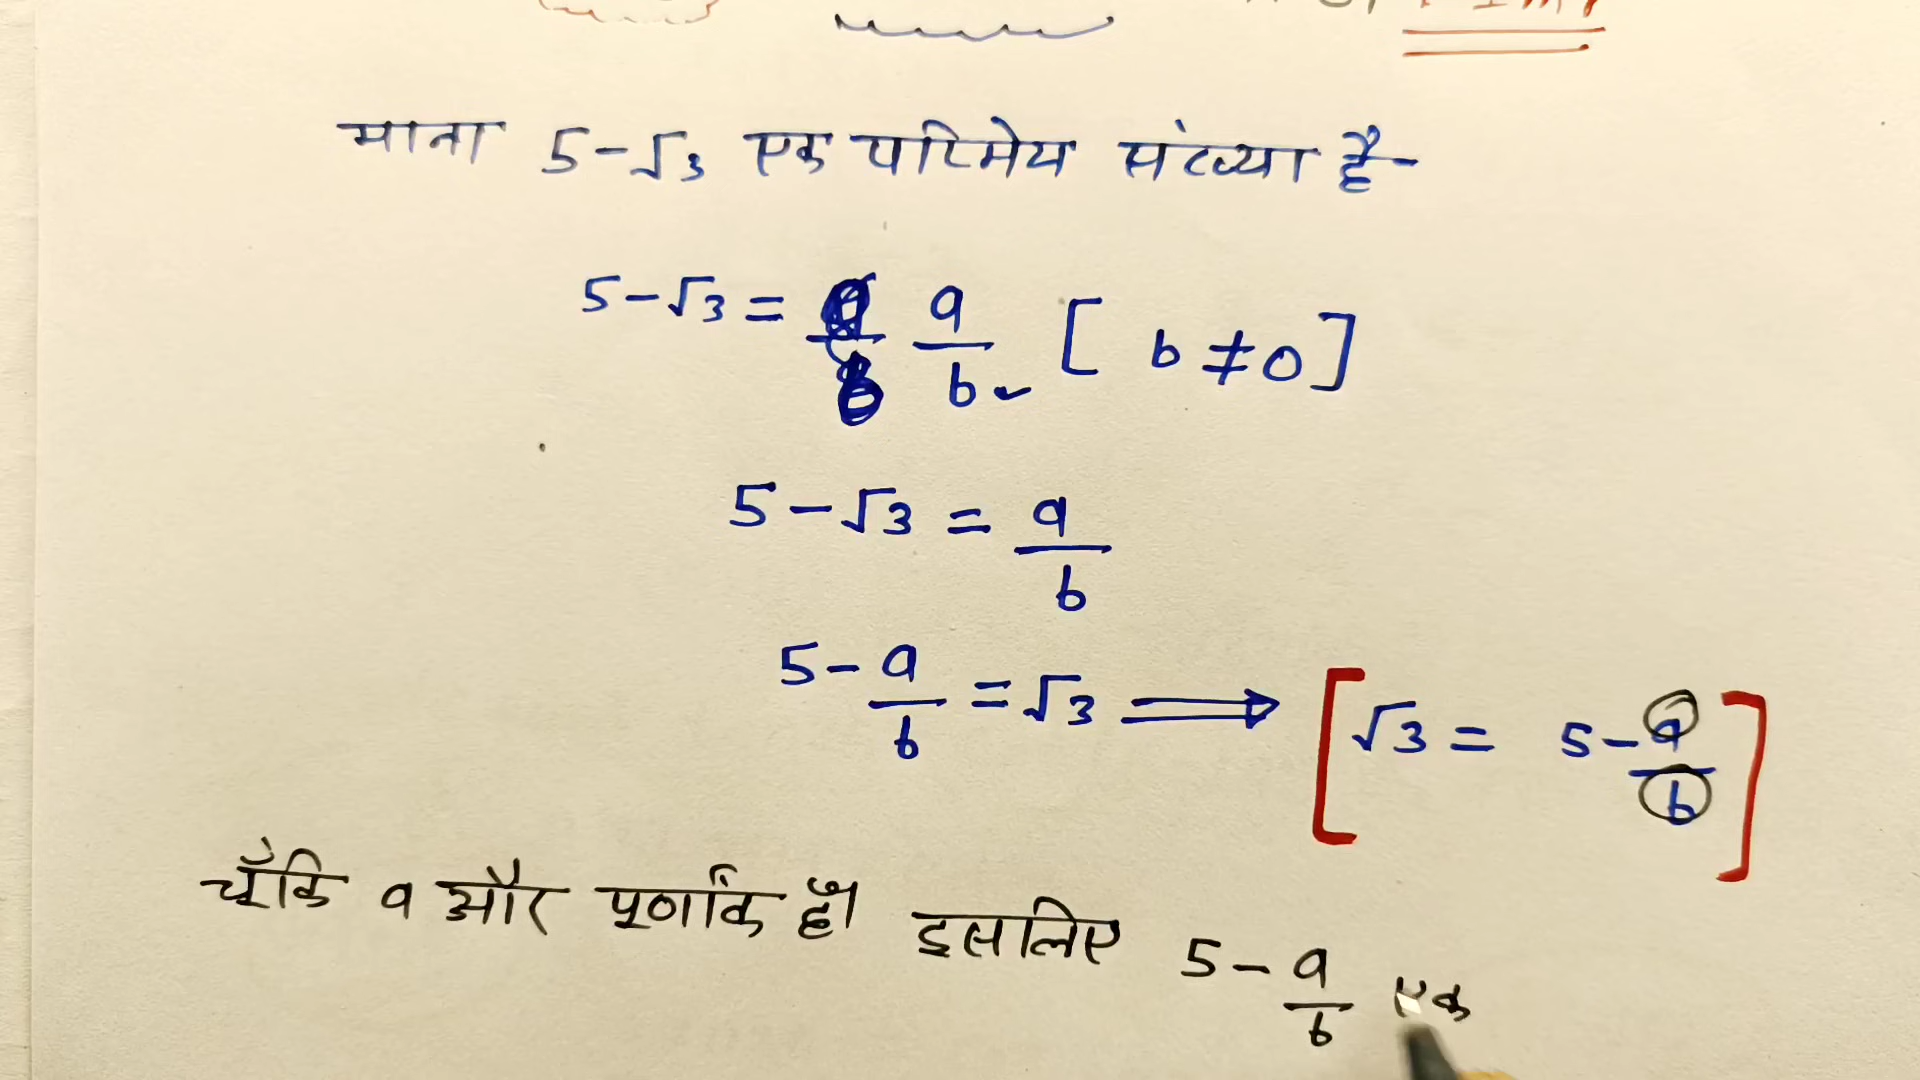 माना 5-√3 एक परिमेय संख्या है-
5-√3 = a/b [ b ≠ 0 ]
5-√3 = a/b
5-a/b = √3 ⟹ [ √3 = 5-a/b ]
चूँकि a और पूर्णांक हैं इसलिए 5-a/b एक